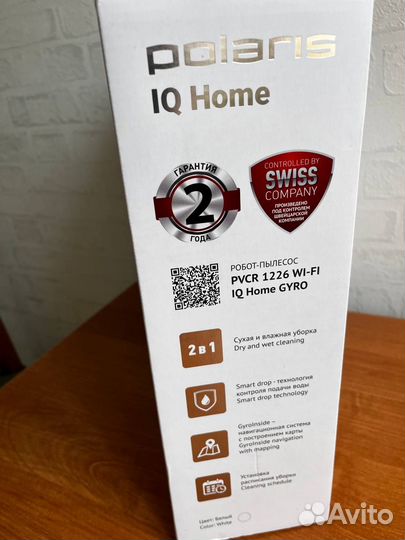 polaris
IQ Home
ГАРАНТИЯ
2
ГОДА
CONTROLLED BY
SWISS
COMPANY
ПРОИЗВЕДЕНО
ПОД КОНТРОЛЕМ
ШВЕЙЦАРСКОЙ
КОМПАНИИ
РОБОТ-ПЫЛЕСОС
PVCR 1226 WI-FI
IQ Home GYRO
2 в 1
Сухая и влажная уборка
Dry and wet cleaning
Smart drop - технология
контроля подачи воды
Smart drop technology
GyroInside –
навигационная система
с построением карты
GyroInside navigation
with mapping
Установка
расписания уборки
Cleaning schedule
Цвет: Белый
Color: White
Avito